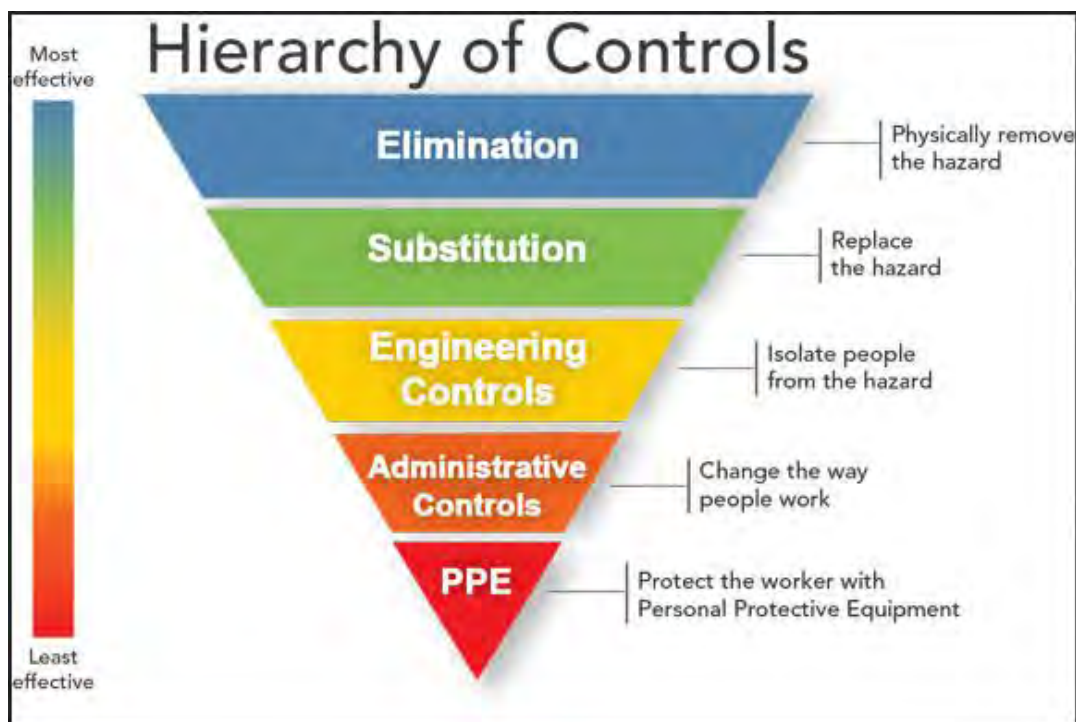 Hierarchy of Controls
Most
effective
Elimination
Physically remove
the hazard
Substitution
Replace
the hazard
Engineering
Controls
Isolate people
from the hazard
Administrative
Controls
Change the way
people work
PPE
Protect the worker with
Personal Protective Equipment
Least
effective